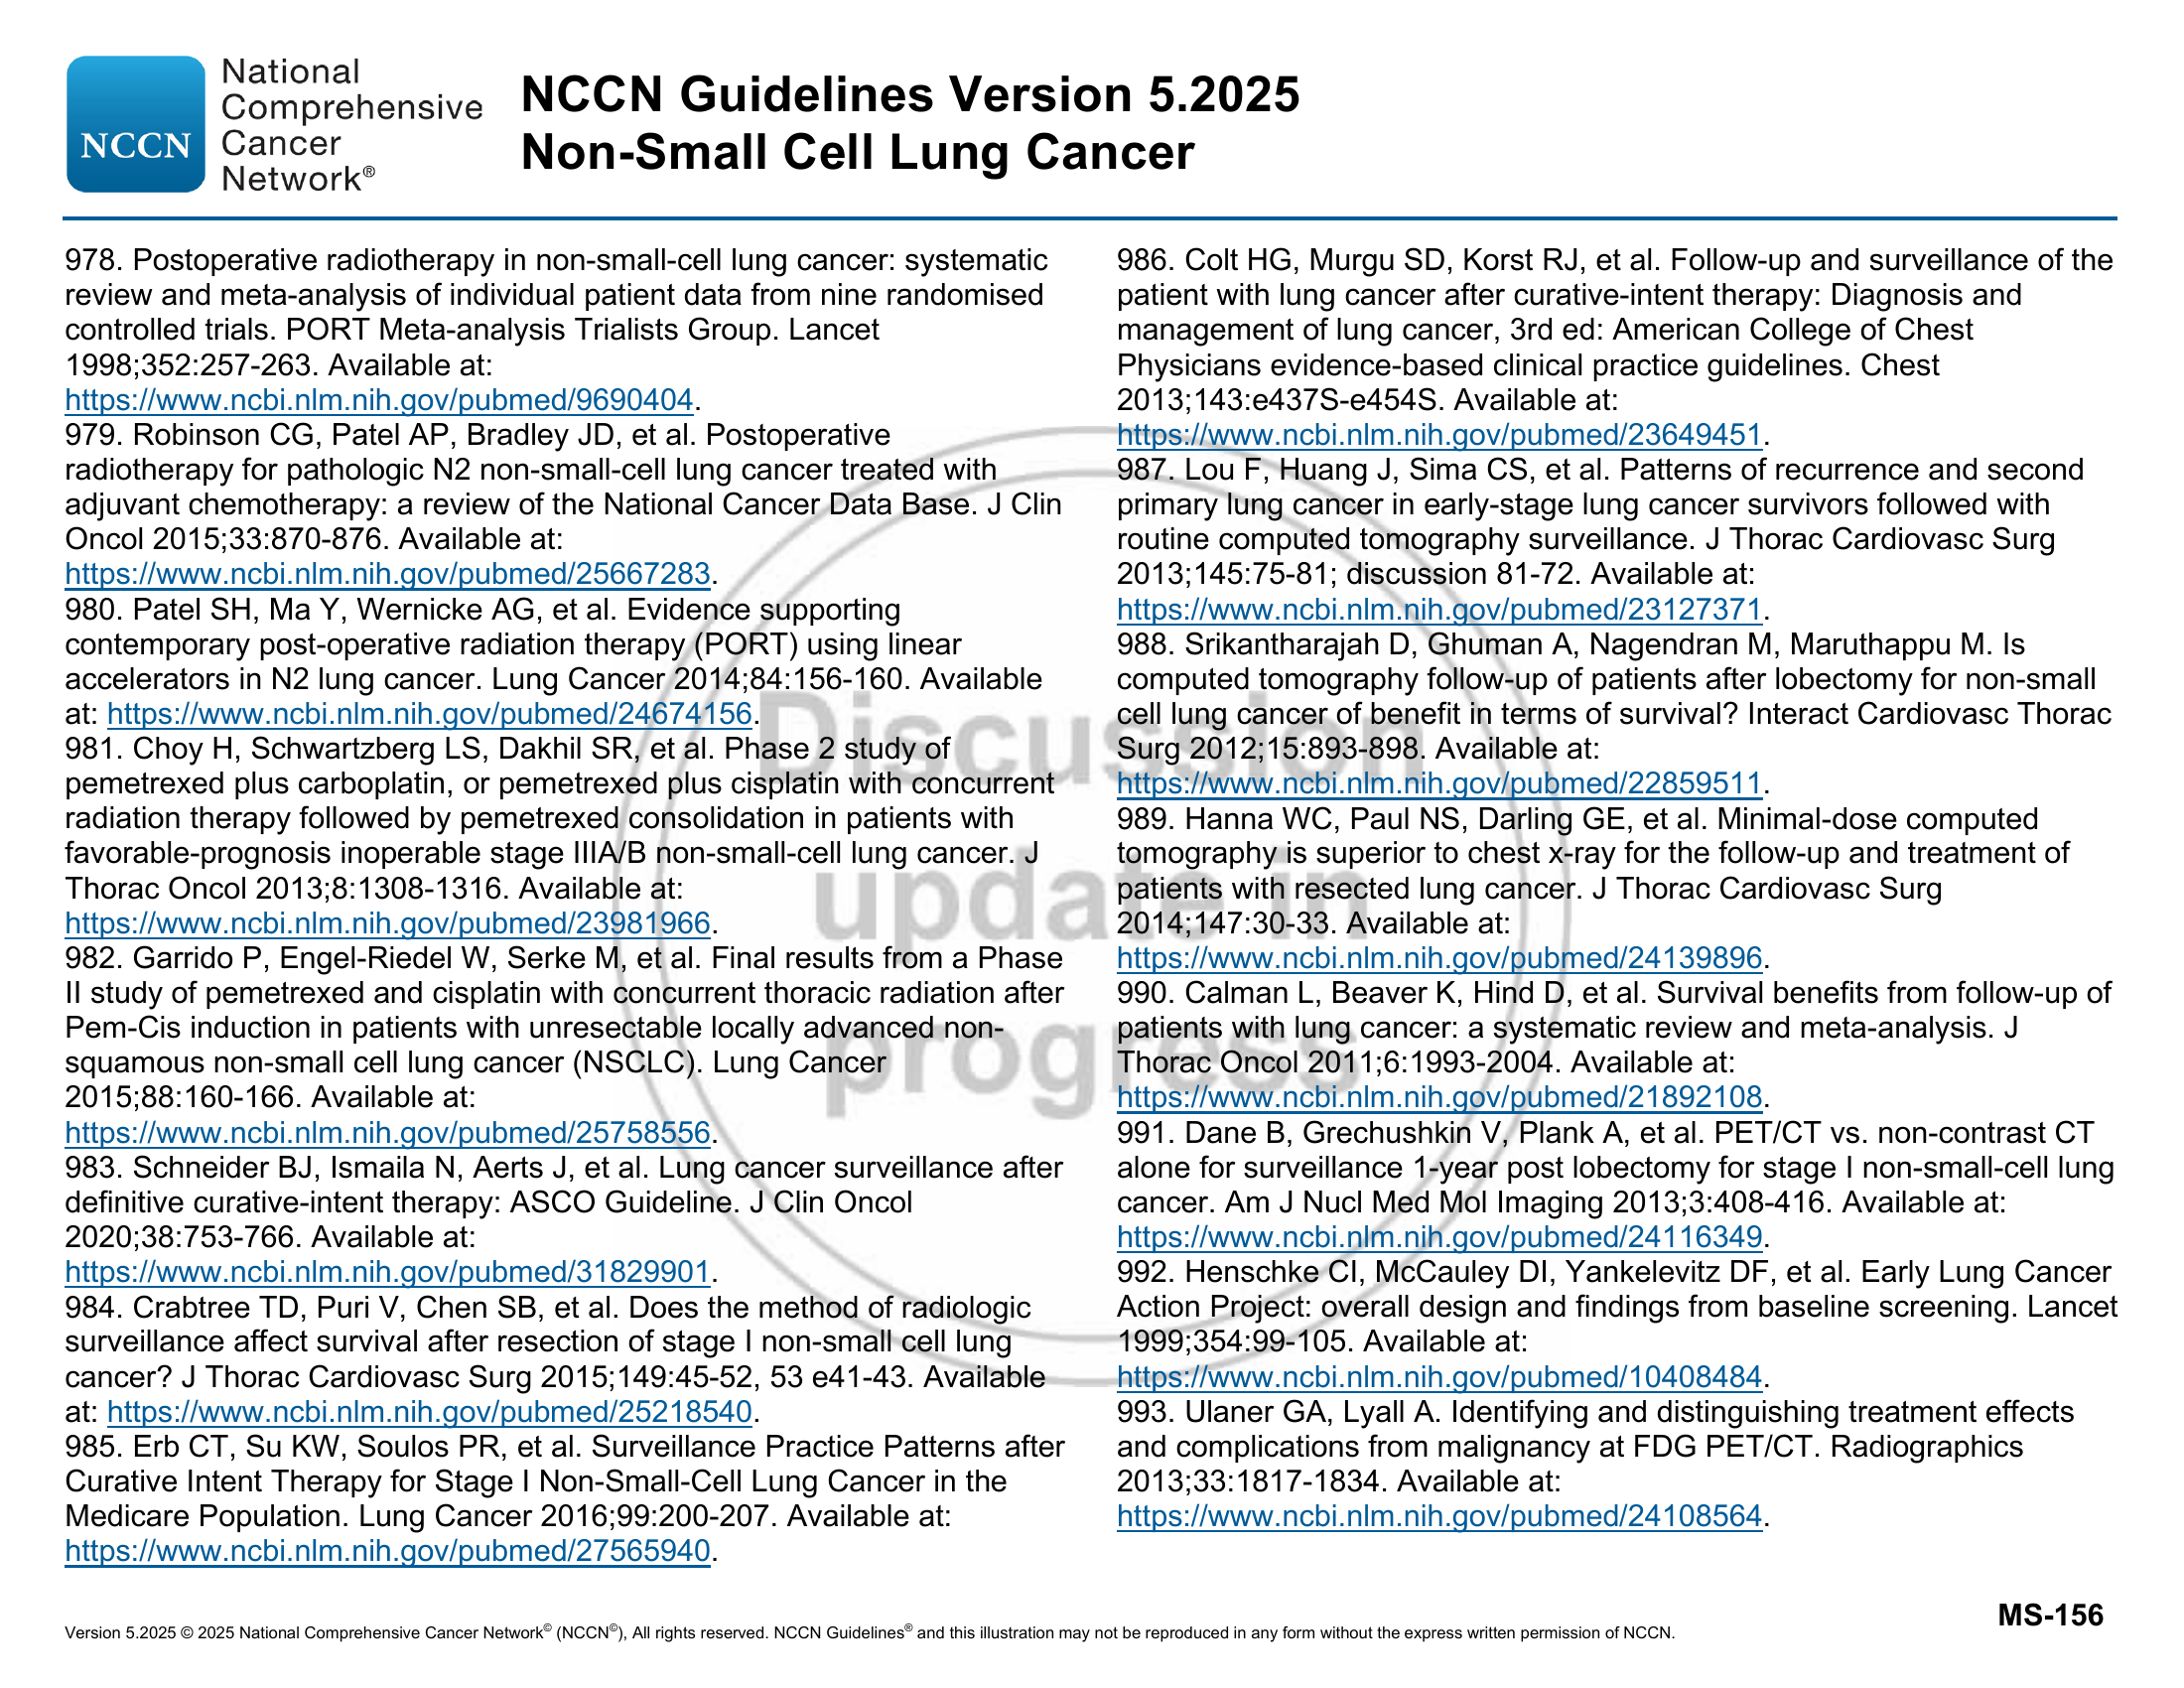 National
Comprehensive
Cancer
Network®
NCCN
NCCN Guidelines Version 5.2025
Non-Small Cell Lung Cancer
978. Postoperative radiotherapy in non-small-cell lung cancer: systematic
review and meta-analysis of individual patient data from nine randomised
controlled trials. PORT Meta-analysis Trialists Group. Lancet
1998;352:257-263. Available at:
https://www.ncbi.nlm.nih.gov/pubmed/9690404.
979. Robinson CG, Patel AP, Bradley JD, et al. Postoperative
radiotherapy for pathologic N2 non-small-cell lung cancer treated with
adjuvant chemotherapy: a review of the National Cancer Data Base. J Clin
Oncol 2015;33:870-876. Available at:
https://www.ncbi.nlm.nih.gov/pubmed/25667283.
980. Patel SH, Ma Y, Wernicke AG, et al. Evidence supporting
contemporary post-operative radiation therapy (PORT) using linear
accelerators in N2 lung cancer. Lung Cancer 2014;84:156-160. Available
at: https://www.ncbi.nlm.nih.gov/pubmed/24674156.
981. Choy H, Schwartzberg LS, Dakhil SR, et al. Phase 2 study of
pemetrexed plus carboplatin, or pemetrexed plus cisplatin with concurrent
radiation therapy followed by pemetrexed consolidation in patients with
favorable-prognosis inoperable stage IIIA/B non-small-cell lung cancer. J
Thorac Oncol 2013;8:1308-1316. Available at:
https://www.ncbi.nlm.nih.gov/pubmed/23981966.
982. Garrido P, Engel-Riedel W, Serke M, et al. Final results from a Phase
II study of pemetrexed and cisplatin with concurrent thoracic radiation after
Pem-Cis induction in patients with unresectable locally advanced non-
squamous non-small cell lung cancer (NSCLC). Lung Cancer
2015;88:160-166. Available at:
https://www.ncbi.nlm.nih.gov/pubmed/25758556.
983. Schneider BJ, Ismaila N, Aerts J, et al. Lung cancer surveillance after
definitive curative-intent therapy: ASCO Guideline. J Clin Oncol
2020;38:753-766. Available at:
https://www.ncbi.nlm.nih.gov/pubmed/31829901.
984. Crabtree TD, Puri V, Chen SB, et al. Does the method of radiologic
surveillance affect survival after resection of stage I non-small cell lung
cancer? J Thorac Cardiovasc Surg 2015;149:45-52, 53 e41-43. Available
at: https://www.ncbi.nlm.nih.gov/pubmed/25218540.
985. Erb CT, Su KW, Soulos PR, et al. Surveillance Practice Patterns after
Curative Intent Therapy for Stage I Non-Small-Cell Lung Cancer in the
Medicare Population. Lung Cancer 2016;99:200-207. Available at:
https://www.ncbi.nlm.nih.gov/pubmed/27565940.
986. Colt HG, Murgu SD, Korst RJ, et al. Follow-up and surveillance of the
patient with lung cancer after curative-intent therapy: Diagnosis and
management of lung cancer, 3rd ed: American College of Chest
Physicians evidence-based clinical practice guidelines. Chest
2013;143:e437S-e454S. Available at:
https://www.ncbi.nlm.nih.gov/pubmed/23649451.
987. Lou F, Huang J, Sima CS, et al. Patterns of recurrence and second
primary lung cancer in early-stage lung cancer survivors followed with
routine computed tomography surveillance. J Thorac Cardiovasc Surg
2013;145:75-81; discussion 81-72. Available at:
https://www.ncbi.nlm.nih.gov/pubmed/23127371.
988. Srikantharajah D, Ghuman A, Nagendran M, Maruthappu M. Is
computed tomography follow-up of patients after lobectomy for non-small
cell lung cancer of benefit in terms of survival? Interact Cardiovasc Thorac
Surg 2012;15:893-898. Available at:
https://www.ncbi.nlm.nih.gov/pubmed/22859511.
989. Hanna WC, Paul NS, Darling GE, et al. Minimal-dose computed
tomography is superior to chest x-ray for the follow-up and treatment of
patients with resected lung cancer. J Thorac Cardiovasc Surg
2014;147:30-33. Available at:
https://www.ncbi.nlm.nih.gov/pubmed/24139896.
990. Calman L, Beaver K, Hind D, et al. Survival benefits from follow-up of
patients with lung cancer: a systematic review and meta-analysis. J
Thorac Oncol 2011;6:1993-2004. Available at:
https://www.ncbi.nlm.nih.gov/pubmed/21892108.
991. Dane B, Grechushkin V, Plank A, et al. PET/CT vs. non-contrast CT
alone for surveillance 1-year post lobectomy for stage I non-small-cell lung
cancer. Am J Nucl Med Mol Imaging 2013;3:408-416. Available at:
https://www.ncbi.nlm.nih.gov/pubmed/24116349.
992. Henschke CI, McCauley DI, Yankelevitz DF, et al. Early Lung Cancer
Action Project: overall design and findings from baseline screening. Lancet
1999;354:99-105. Available at:
https://www.ncbi.nlm.nih.gov/pubmed/10408484.
993. Ulaner GA, Lyall A. Identifying and distinguishing treatment effects
and complications from malignancy at FDG PET/CT. Radiographics
2013;33:1817-1834. Available at:
https://www.ncbi.nlm.nih.gov/pubmed/24108564.
Discussion
update in
progress
MS-156
Version 5.2025 © 2025 National Comprehensive Cancer Network© (NCCN©), All rights reserved. NCCN Guidelines® and this illustration may not be reproduced in any form without the express written permission of NCCN.